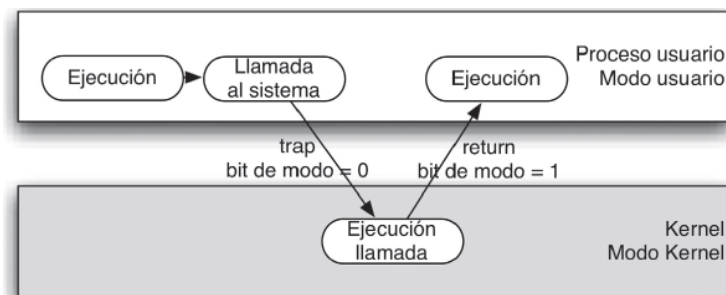 Proceso usuario
Modo usuario
Ejecución
Llamada
al sistema
Ejecución
trap
bit de modo = 0
return
bit de modo = 1
Ejecución
llamada
Kernel
Modo Kernel